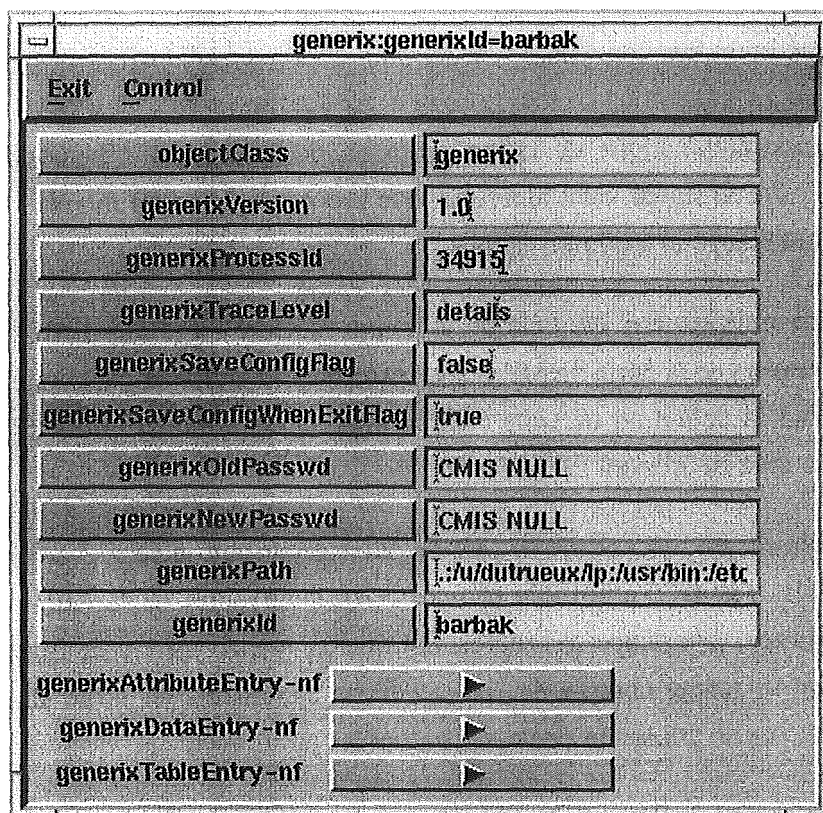 generix:generixId=barbak
Exit Control
objectClass generix
generixVersion 1.0
generixProcessId 34915
generixTraceLevel details
generixSaveConfigFlag false
generixSaveConfigWhenExitFlag true
generixOldPasswd CMIS NULL
generixNewPasswd CMIS NULL
generixPath .:/u/dutrueux/lp:/usr/bin:/etc
generixId barbak
generixAttributeEntry-nf
generixDataEntry-nf
generixTableEntry-nf